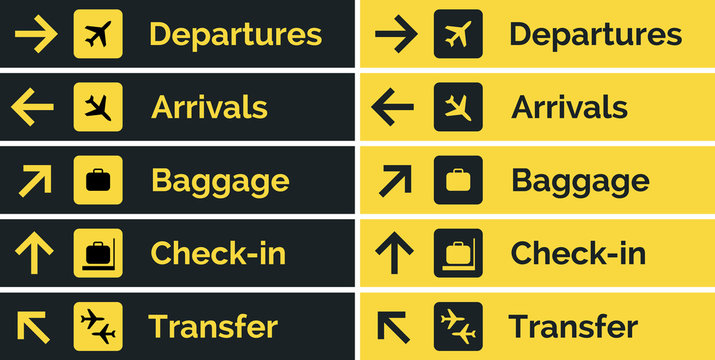 Departures
Arrivals
Baggage
Check-in
Transfer
Departures
Arrivals
Baggage
Check-in
Transfer